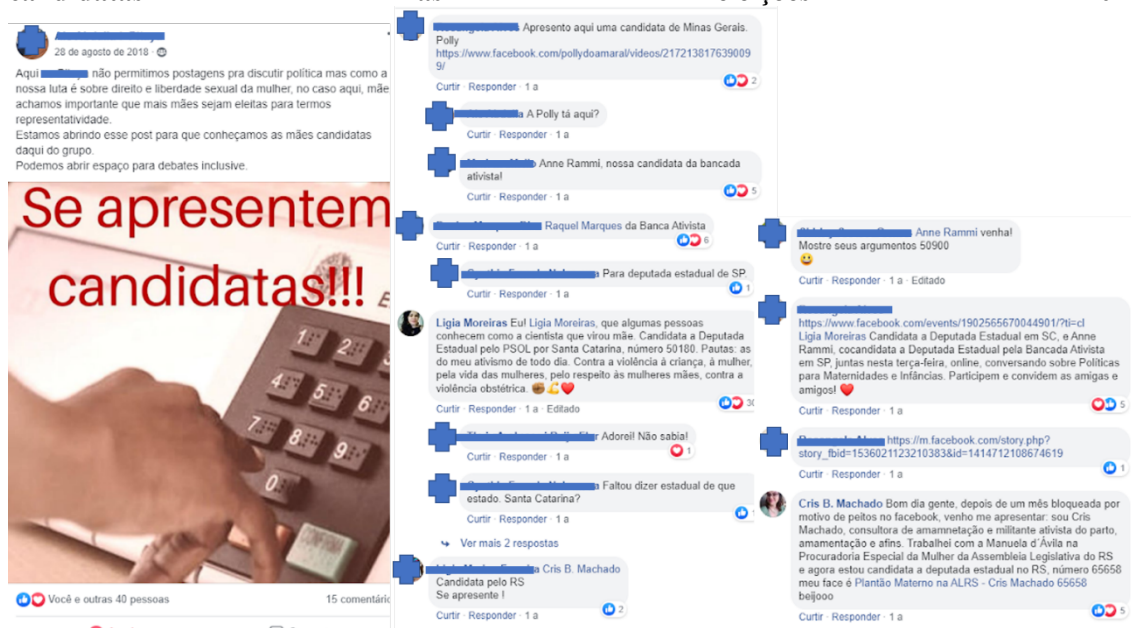 28 de agosto de 2018
Aqui não permitimos postagens pra discutir política mas como a
nossa luta é sobre direito e liberdade sexual da mulher, no caso aqui, mãe
achamos importante que mais mães sejam eleitas para termos
representatividade.
Estamos abrindo esse post para que conheçamos as mães candidatas
daqui do grupo.
Podemos abrir espaço para debates inclusive.
Se apresentem
candidatas!!!
1
2
4
5
6
7
8
9
0
Você e outras 40 pessoas
15 comentário
Apresento aqui uma candidata de Minas Gerais.
Polly
https://www.facebook.com/pollydoamaral/videos/217213817639009
9/
Curtir · Responder · 1 a
2
A Polly tá aqui?
Curtir · Responder · 1 a
Anne Rammi, nossa candidata da bancada
ativista!
Curtir · Responder · 1 a
5
Raquel Marques da Banca Ativista
Curtir · Responder · 1 a
6
Para deputada estadual de SP.
Curtir · Responder · 1 a
1
Ligia Moreiras Eu! Ligia Moreiras, que algumas pessoas
conhecem como a cientista que virou mãe. Candidata a Deputada
Estadual pelo PSOL por Santa Catarina, número 50180. Pautas: as
do meu ativismo de todo dia. Contra a violência à criança, à mulher,
pela vida das mulheres, pelo respeito às mulheres mães, contra a
violência obstétrica. ✊💪❤️
Curtir · Responder · 1 a · Editado
30
Adorei! Não sabia!
Curtir · Responder · 1 a
1
Faltou dizer estadual de que
estado. Santa Catarina?
Curtir · Responder · 1 a
Ver mais 2 respostas
Cris B. Machado
Candidata pelo RS
Se apresente !
Curtir · Responder · 1 a
2
Anne Rammi venha!
Mostre seus argumentos 50900
😀
Curtir · Responder · 1 a · Editado
https://www.facebook.com/events/1902565670044901/?ti=cl
Ligia Moreiras Candidata a Deputada Estadual em SC, e Anne
Rammi, cocandidata a Deputada Estadual pela Bancada Ativista
em SP, juntas nesta terça-feira, online, conversando sobre Políticas
para Maternidades e Infâncias. Participem e convidem as amigas e
amigos! ❤️
Curtir · Responder · 1 a
5
https://m.facebook.com/story.php?
story_fbid=1536021123210383&id=1414712108674619
Curtir · Responder · 1 a
1
Cris B. Machado Bom dia gente, depois de um mês bloqueada por
motivo de peitos no facebook, venho me apresentar: sou Cris
Machado, consultora de amamnetação e militante ativista do parto,
amamentação e afins. Trabalhei com a Manuela d´Ávila na
Procuradoria Especial da Mulher da Assembleia Legislativa do RS
e agora estou candidata a deputada estadual no RS, número 65658
meu face é Plantão Materno na ALRS - Cris Machado 65658
beijooo
Curtir · Responder · 1 a
5